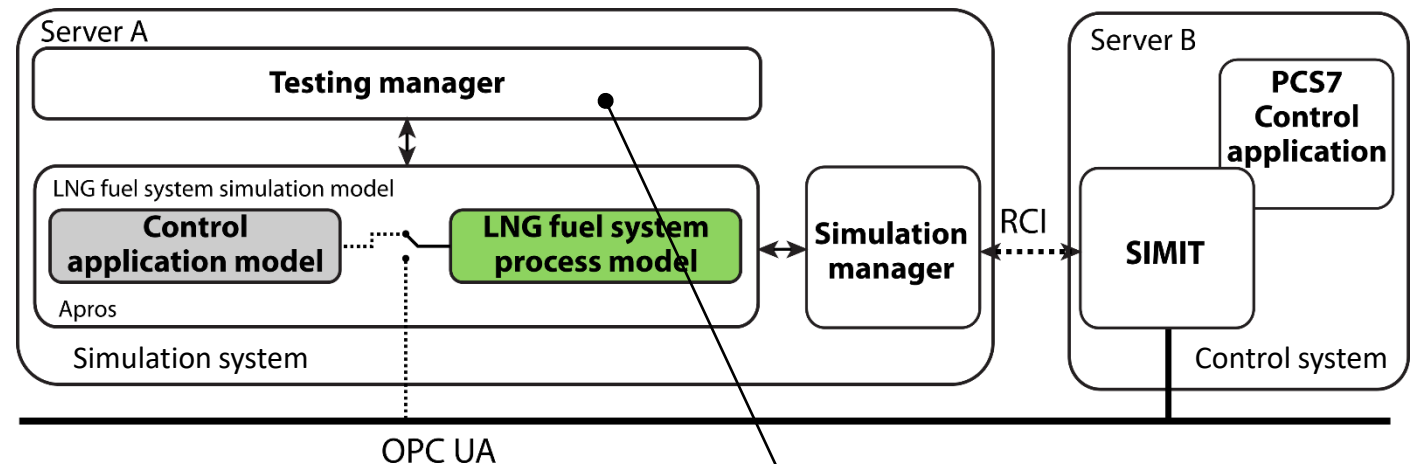 Server A
Testing manager
LNG fuel system simulation model
Control
application model
LNG fuel system
process model
Apros
Simulation system
Simulation
manager
RCI
Server B
PCS7
Control
application
SIMIT
Control system
OPC UA